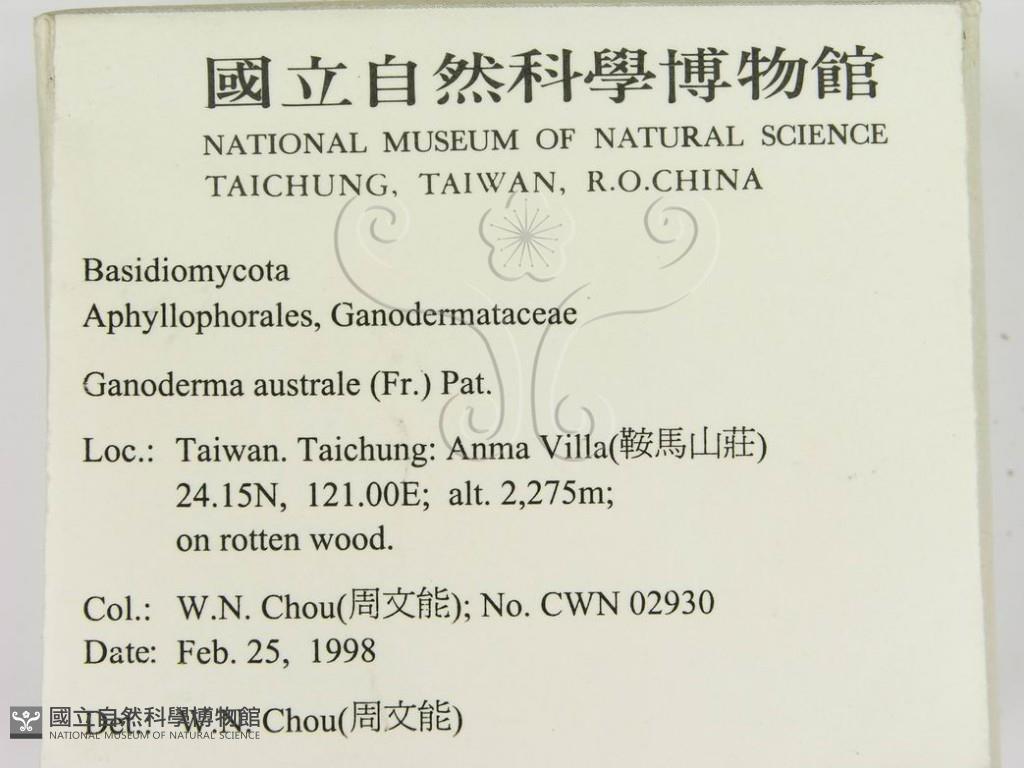 國立自然科學博物館
NATIONAL MUSEUM OF NATURAL SCIENCE
TAICHUNG, TAIWAN, R.O.CHINA
Basidiomycota
Aphyllophorales, Ganodermataceae
Ganoderma australe (Fr.) Pat.
Loc.: Taiwan. Taichung: Anma Villa(鞍馬山莊)
24.15N, 121.00E; alt. 2,275m;
on rotten wood.
Col.: W.N. Chou(周文能); No. CWN 02930
Date: Feb. 25, 1998
Det.: W.N. Chou(周文能)
國立自然科學博物館
NATIONAL MUSEUM OF NATURAL SCIENCE